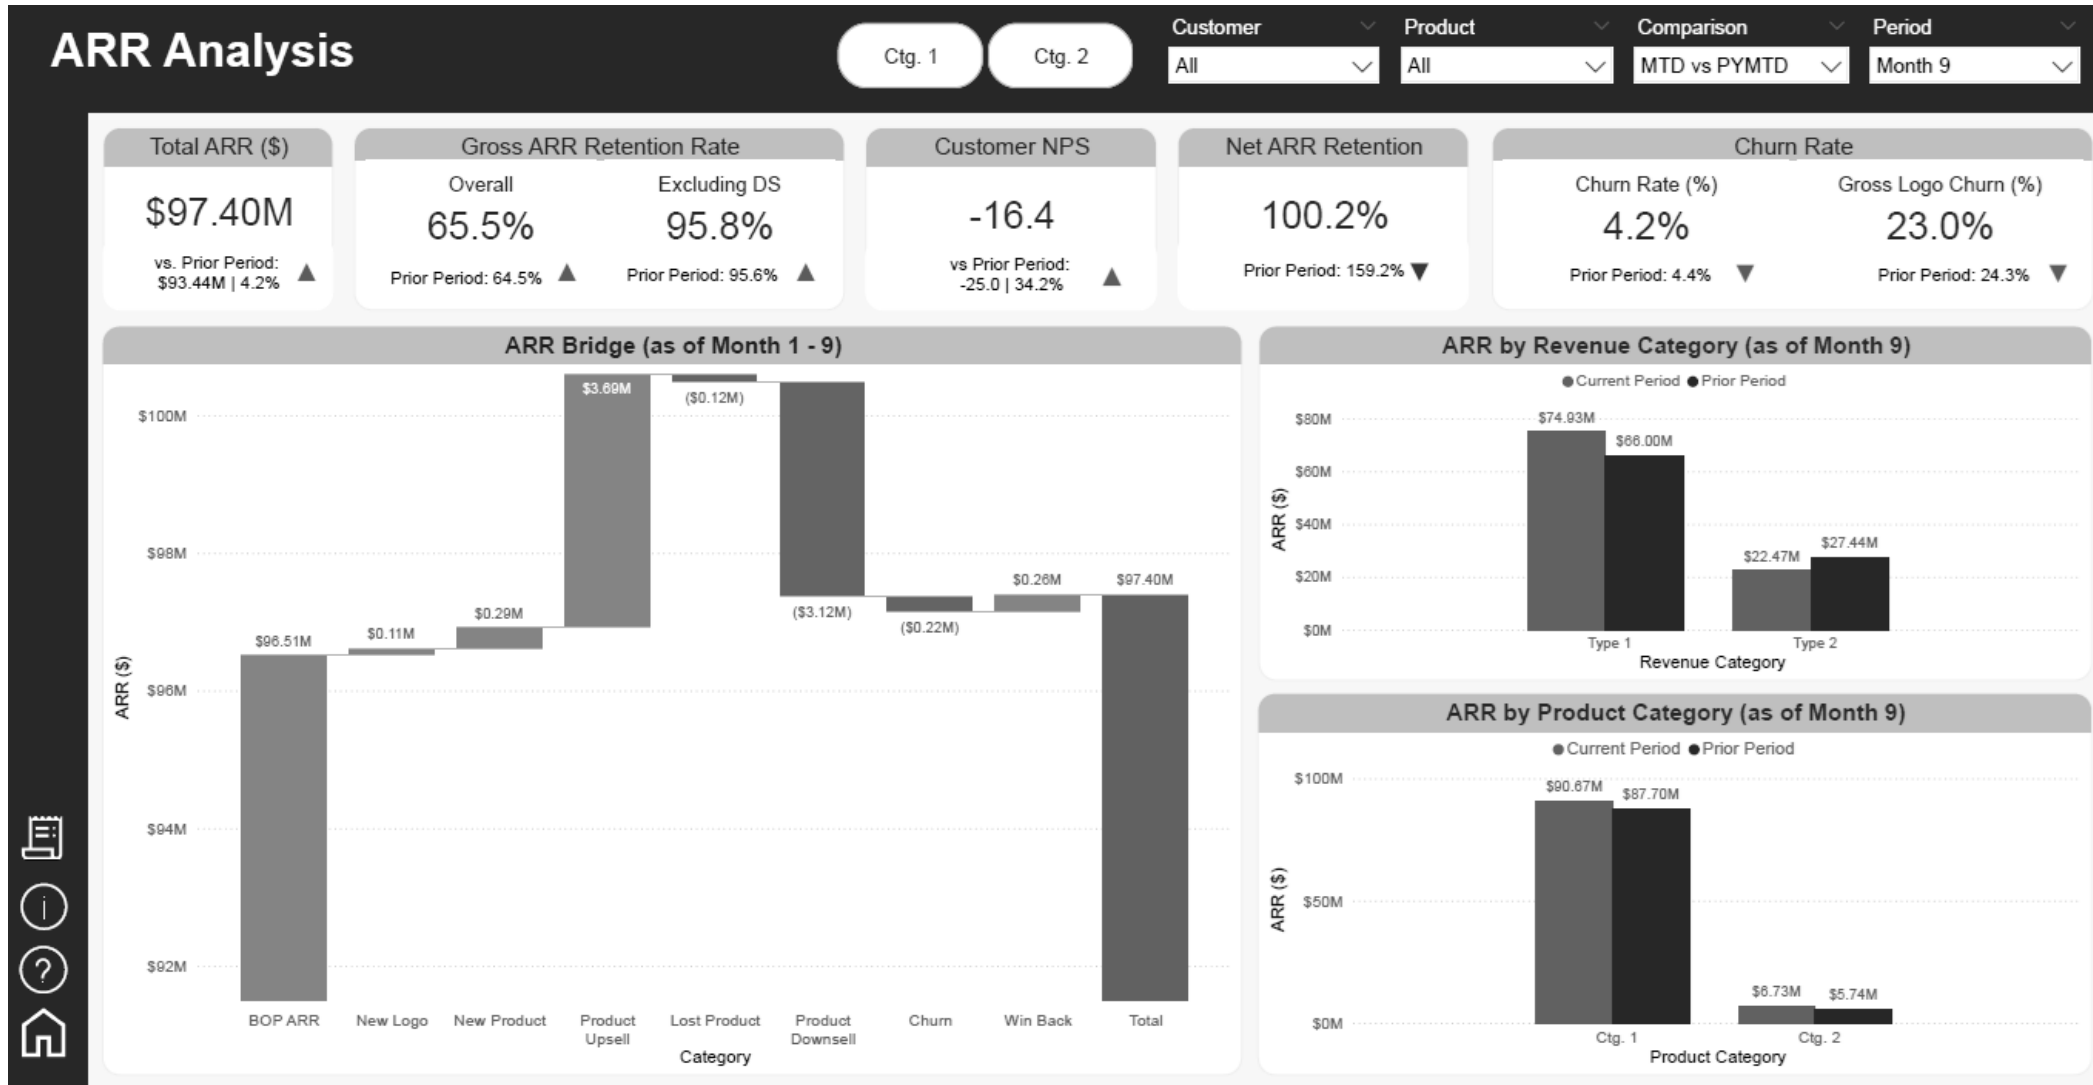 ARR Analysis
Ctg. 1
Ctg. 2
Customer
All
Product
All
Comparison
MTD vs PYMTD
Period
Month 9
Total ARR ($)
$97.40M
vs. Prior Period:
$93.44M | 4.2%
Gross ARR Retention Rate
Overall
65.5%
Prior Period: 64.5%
Excluding DS
95.8%
Prior Period: 95.6%
Customer NPS
-16.4
vs Prior Period:
-25.0 | 34.2%
Net ARR Retention
100.2%
Prior Period: 159.2%
Churn Rate
Churn Rate (%)
4.2%
Prior Period: 4.4%
Gross Logo Churn (%)
23.0%
Prior Period: 24.3%
ARR Bridge (as of Month 1 - 9)
ARR ($)
$100M
$98M
$96M
$94M
$92M
$96.51M
$0.11M
$0.29M
$3.69M
($0.12M)
($3.12M)
($0.22M)
$0.26M
$97.40M
BOP ARR
New Logo
New Product
Product
Upsell
Lost Product
Product
Downsell
Churn
Win Back
Total
Category
ARR by Revenue Category (as of Month 9)
Current Period
Prior Period
ARR ($)
$80M
$60M
$40M
$20M
$0M
$74.93M
$66.00M
$22.47M
$27.44M
Type 1
Type 2
Revenue Category
ARR by Product Category (as of Month 9)
Current Period
Prior Period
ARR ($)
$100M
$50M
$0M
$90.67M
$87.70M
$6.73M
$5.74M
Ctg. 1
Ctg. 2
Product Category